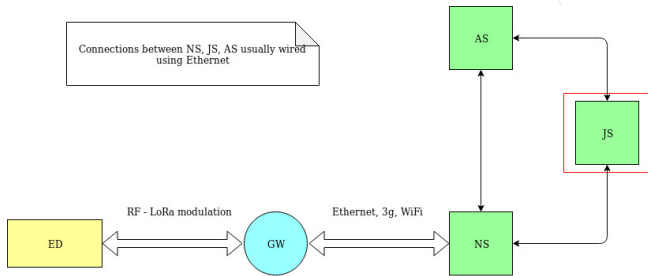 Connections between NS, JS, AS usually wired
using Ethernet
AS
JS
RF - LoRa modulation
Ethernet, 3g, WiFi
ED
GW
NS